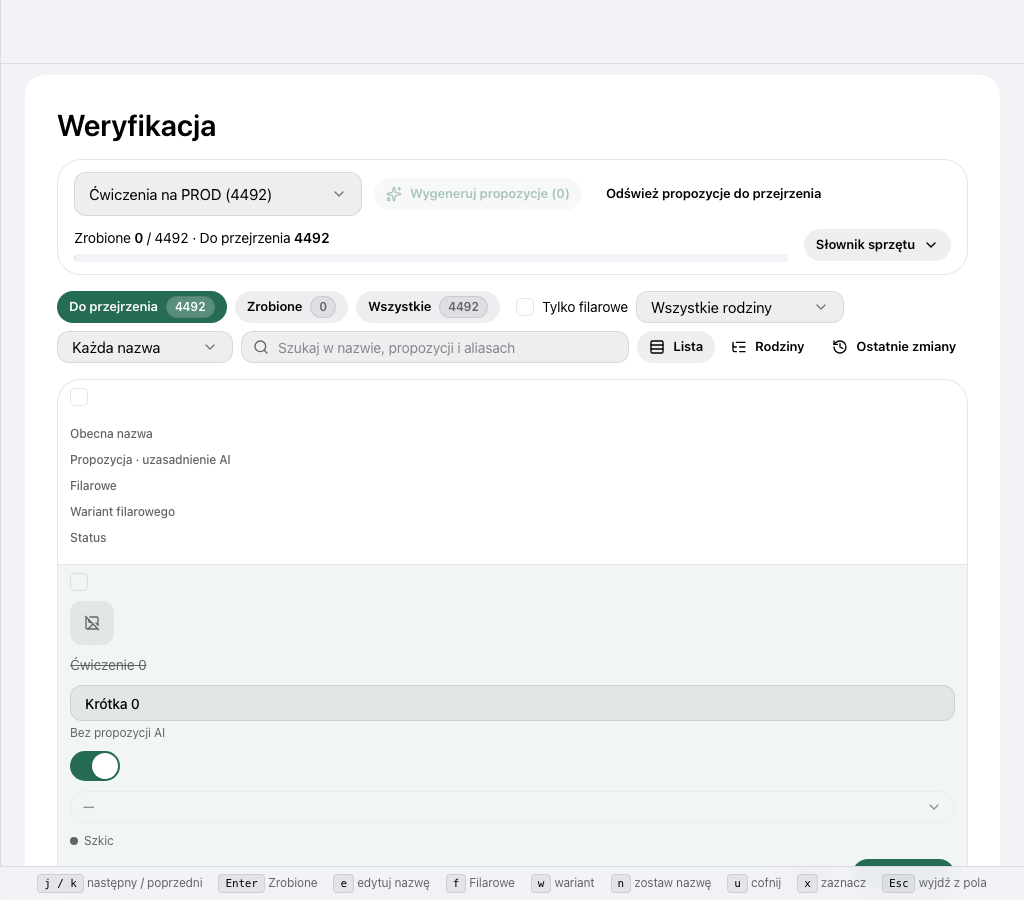 Weryfikacja
Ćwiczenia na PROD (4492)
Wygeneruj propozycje (0)
Odśwież propozycje do przejrzenia
Zrobione 0 / 4492 · Do przejrzenia 4492
Słownik sprzętu
Do przejrzenia 4492
Zrobione 0
Wszystkie 4492
Tylko filarowe
Wszystkie rodziny
Każda nazwa
Szukaj w nazwie, propozycji i aliasach
Lista
Rodziny
Ostatnie zmiany
Obecna nazwa
Propozycja · uzasadnienie AI
Filarowe
Wariant filarowego
Status
Ćwiczenie 0
Krótka 0
Bez propozycji AI
—
Szkic
j / k następny / poprzedni
Enter Zrobione
e edytuj nazwę
f Filarowe
w wariant
n zostaw nazwę
u cofnij
x zaznacz
Esc wyjdź z pola